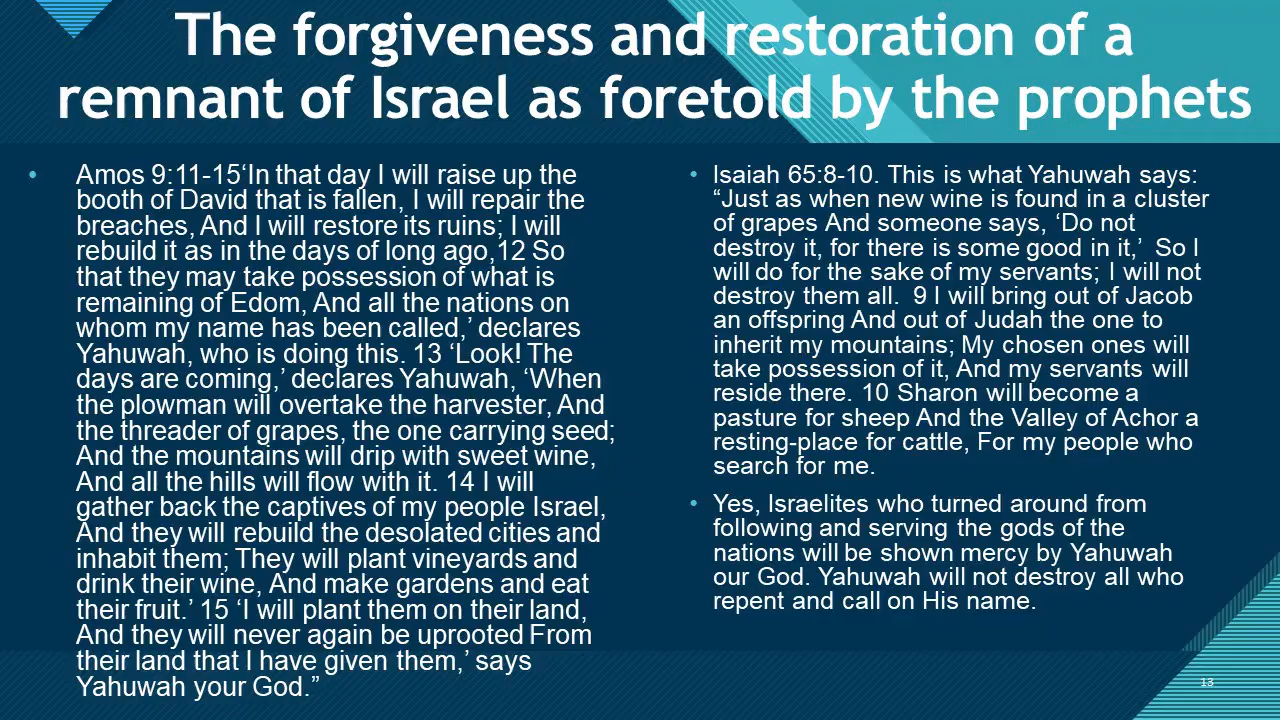 The forgiveness and restoration of a
remnant of Israel as foretold by the prophets
• Amos 9:11-15‘In that day I will raise up the
booth of David that is fallen, I will repair the
breaches, And I will restore its ruins; I will
rebuild it as in the days of long ago,12 So
that they may take possession of what is
remaining of Edom, And all the nations on
whom my name has been called,’ declares
Yahuwah, who is doing this. 13 ‘Look! The
days are coming,’ declares Yahuwah, ‘When
the plowman will overtake the harvester, And
the threader of grapes, the one carrying seed;
And the mountains will drip with sweet wine,
And all the hills will flow with it. 14 I will
gather back the captives of my people Israel,
And they will rebuild the desolated cities and
inhabit them; They will plant vineyards and
drink their wine, And make gardens and eat
their fruit.’ 15 ‘I will plant them on their land,
And they will never again be uprooted From
their land that I have given them,’ says
Yahuwah your God.”
• Isaiah 65:8-10. This is what Yahuwah says:
“Just as when new wine is found in a cluster
of grapes And someone says, ‘Do not
destroy it, for there is some good in it,’ So I
will do for the sake of my servants; I will not
destroy them all. 9 I will bring out of Jacob
an offspring And out of Judah the one to
inherit my mountains; My chosen ones will
take possession of it, And my servants will
reside there. 10 Sharon will become a
pasture for sheep And the Valley of Achor a
resting-place for cattle, For my people who
search for me.
• Yes, Israelites who turned around from
following and serving the gods of the
nations will be shown mercy by Yahuwah
our God. Yahuwah will not destroy all who
repent and call on His name.
13